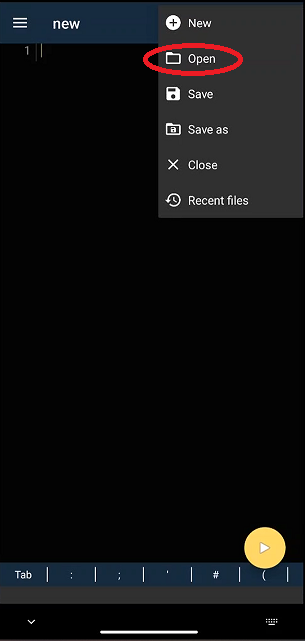 new
New
1
Open
Save
Save as
Close
Recent files
Tab : ; ' # (